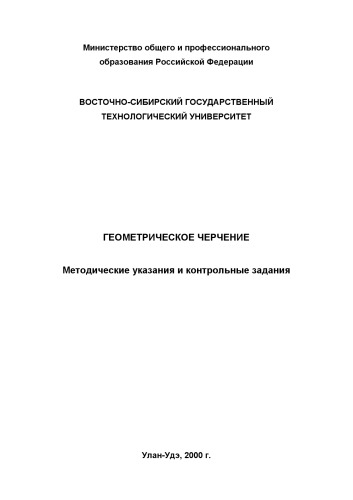 Министерство общего и профессионального
образования Российской Федерации
ВОСТОЧНО-СИБИРСКИЙ ГОСУДАРСТВЕННЫЙ
ТЕХНОЛОГИЧЕСКИЙ УНИВЕРСИТЕТ
ГЕОМЕТРИЧЕСКОЕ ЧЕРЧЕНИЕ
Методические указания и контрольные задания
Улан-Удэ, 2000 г.